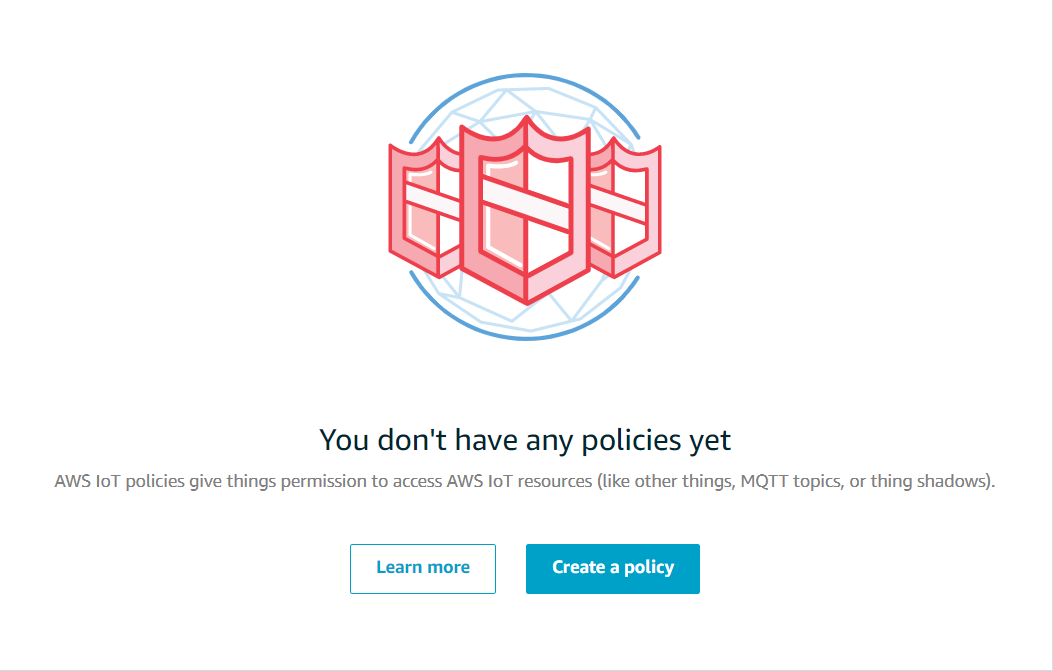 You don't have any policies yet
AWS IoT policies give things permission to access AWS IoT resources (like other things, MQTT topics, or thing shadows).
Learn more
Create a policy